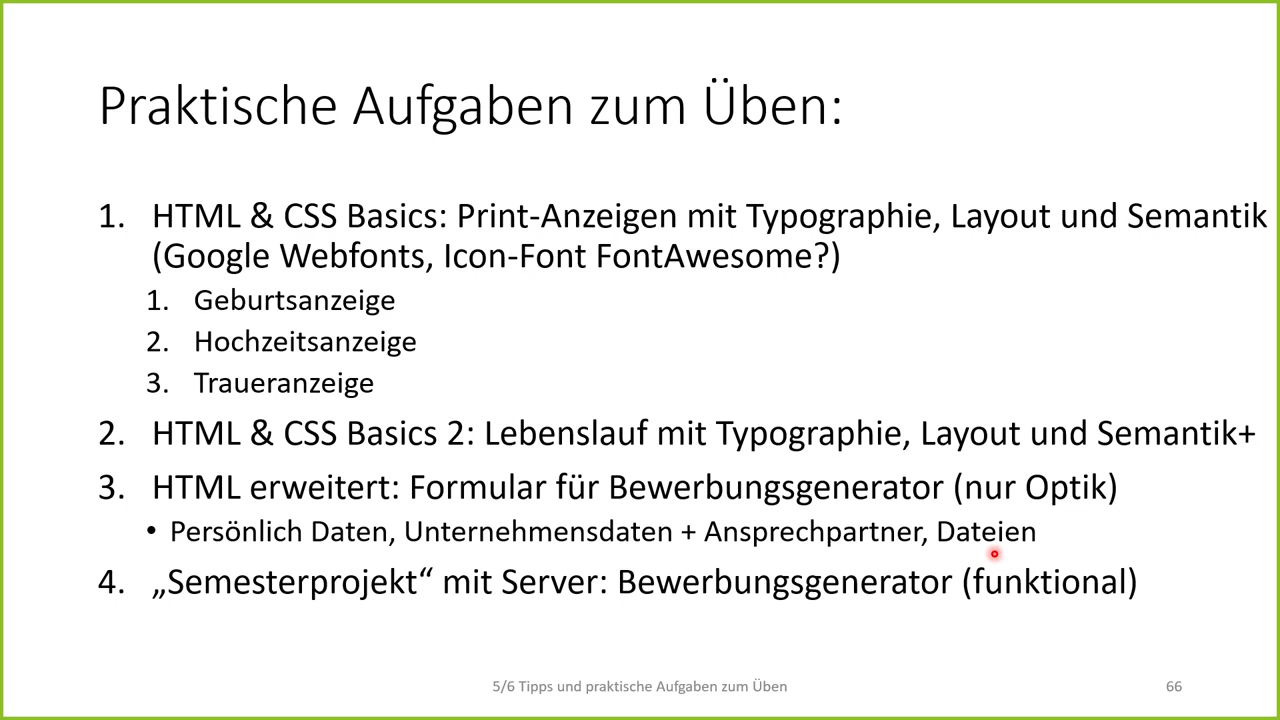 Praktische Aufgaben zum Üben:
1. HTML & CSS Basics: Print-Anzeigen mit Typographie, Layout und Semantik
(Google Webfonts, Icon-Font FontAwesome?)
1. Geburtsanzeige
2. Hochzeitsanzeige
3. Traueranzeige
2. HTML & CSS Basics 2: Lebenslauf mit Typographie, Layout und Semantik+
3. HTML erweitert: Formular für Bewerbungsgenerator (nur Optik)
• Persönlich Daten, Unternehmensdaten + Ansprechpartner, Dateien
4. „Semesterprojekt“ mit Server: Bewerbungsgenerator (funktional)
5/6 Tipps und praktische Aufgaben zum Üben
66